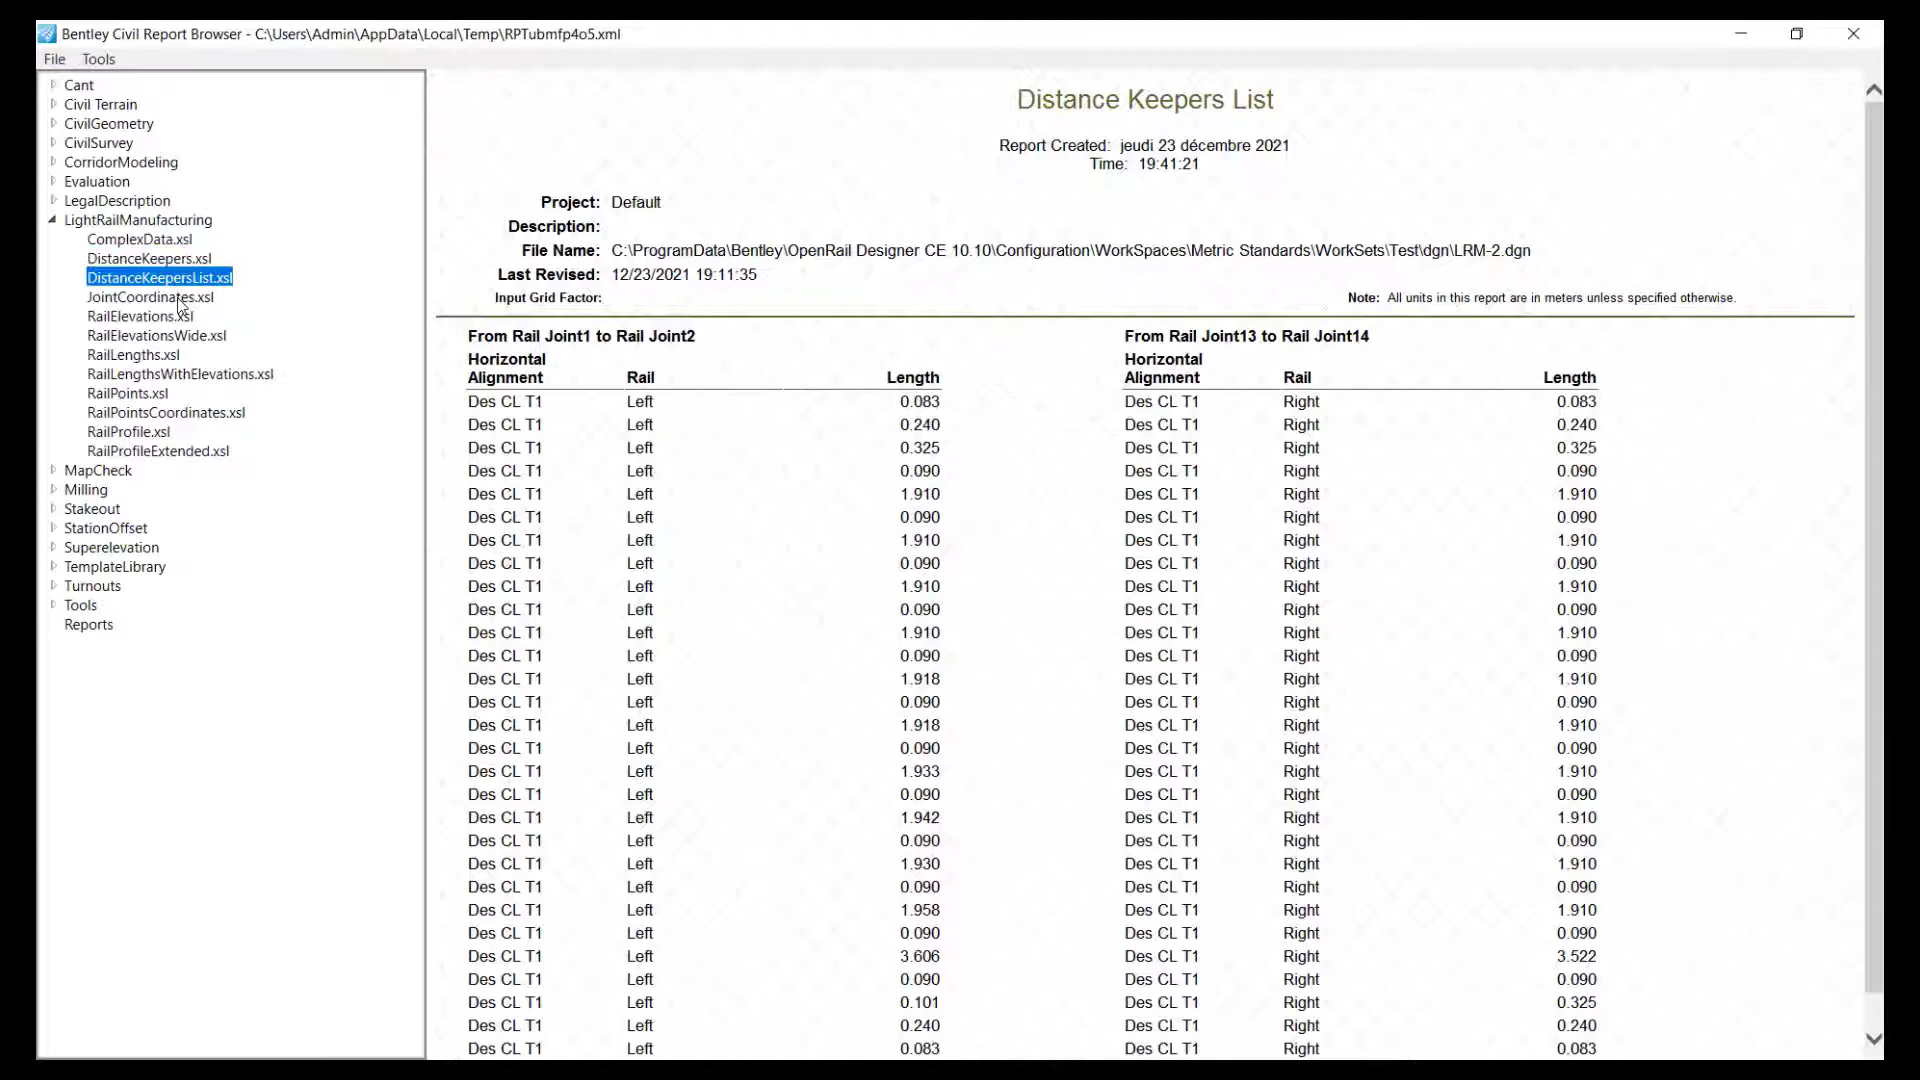 Bentley Civil Report Browser - C:\Users\Admin\AppData\Local\Temp\RPTubmfp4o5.xml
File Tools
Cant
Civil Terrain
CivilGeometry
CivilSurvey
CorridorModeling
Evaluation
LegalDescription
LightRailManufacturing
ComplexData.xsl
DistanceKeepers.xsl
DistanceKeepersList.xsl
JointCoordinates.xsl
RailElevations.xsl
RailElevationsWide.xsl
RailLengths.xsl
RailLengthsWithElevations.xsl
RailPoints.xsl
RailPointsCoordinates.xsl
RailProfile.xsl
RailProfileExtended.xsl
MapCheck
Milling
Stakeout
StationOffset
Superelevation
TemplateLibrary
Turnouts
Tools
Reports
Distance Keepers List
Report Created: jeudi 23 décembre 2021
Time: 19:41:21
Project: Default
Description:
File Name: C:\ProgramData\Bentley\OpenRail Designer CE 10.10\Configuration\WorkSpaces\Metric Standards\WorkSets\Test\dgn\LRM-2.dgn
Last Revised: 12/23/2021 19:11:35
Input Grid Factor: Note: All units in this report are in meters unless specified otherwise.
From Rail Joint1 to Rail Joint2
Horizontal
Alignment Rail Length
Des CL T1 Left 0.083
Des CL T1 Left 0.240
Des CL T1 Left 0.325
Des CL T1 Left 0.090
Des CL T1 Left 1.910
Des CL T1 Left 0.090
Des CL T1 Left 1.910
Des CL T1 Left 0.090
Des CL T1 Left 1.910
Des CL T1 Left 0.090
Des CL T1 Left 1.910
Des CL T1 Left 0.090
Des CL T1 Left 1.918
Des CL T1 Left 0.090
Des CL T1 Left 1.918
Des CL T1 Left 0.090
Des CL T1 Left 1.933
Des CL T1 Left 0.090
Des CL T1 Left 1.942
Des CL T1 Left 0.090
Des CL T1 Left 1.930
Des CL T1 Left 0.090
Des CL T1 Left 1.958
Des CL T1 Left 0.090
Des CL T1 Left 3.606
Des CL T1 Left 0.090
Des CL T1 Left 0.101
Des CL T1 Left 0.240
Des CL T1 Left 0.083
From Rail Joint13 to Rail Joint14
Horizontal
Alignment Rail Length
Des CL T1 Right 0.083
Des CL T1 Right 0.240
Des CL T1 Right 0.325
Des CL T1 Right 0.090
Des CL T1 Right 1.910
Des CL T1 Right 0.090
Des CL T1 Right 1.910
Des CL T1 Right 0.090
Des CL T1 Right 1.910
Des CL T1 Right 0.090
Des CL T1 Right 1.910
Des CL T1 Right 0.090
Des CL T1 Right 1.910
Des CL T1 Right 0.090
Des CL T1 Right 1.910
Des CL T1 Right 0.090
Des CL T1 Right 1.910
Des CL T1 Right 0.090
Des CL T1 Right 1.910
Des CL T1 Right 0.090
Des CL T1 Right 1.910
Des CL T1 Right 0.090
Des CL T1 Right 1.910
Des CL T1 Right 0.090
Des CL T1 Right 3.522
Des CL T1 Right 0.090
Des CL T1 Right 0.325
Des CL T1 Right 0.240
Des CL T1 Right 0.083